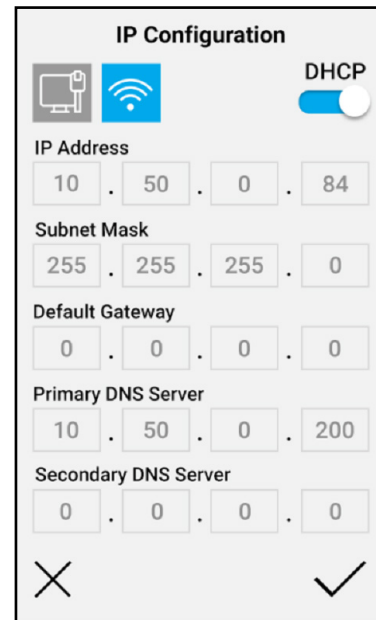 IP Configuration
DHCP
IP Address
10 . 50 . 0 . 84
Subnet Mask
255 . 255 . 255 . 0
Default Gateway
0 . 0 . 0 . 0
Primary DNS Server
10 . 50 . 0 . 200
Secondary DNS Server
0 . 0 . 0 . 0